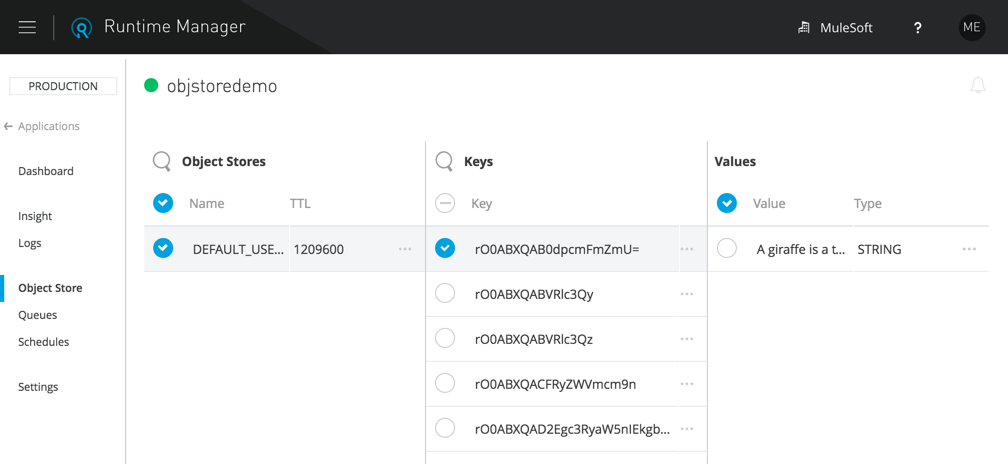 Runtime Manager
MuleSoft
?
ME
PRODUCTION
objstoredemo
← Applications
Dashboard
Insight
Logs
Object Store
Queues
Schedules
Settings
Object Stores
Name TTL
DEFAULT_USE... 1209600 ...
Keys
Key
rO0ABXQAB0dpcmFmZmU= ...
rO0ABXQABVRlc3Qy ...
rO0ABXQABVRlc3Qz ...
rO0ABXQACFRyZWVmcm9n ...
rO0ABXQAD2Egc3RyaW5nIEkgb... ...
Values
Value Type
A giraffe is a t... STRING ...